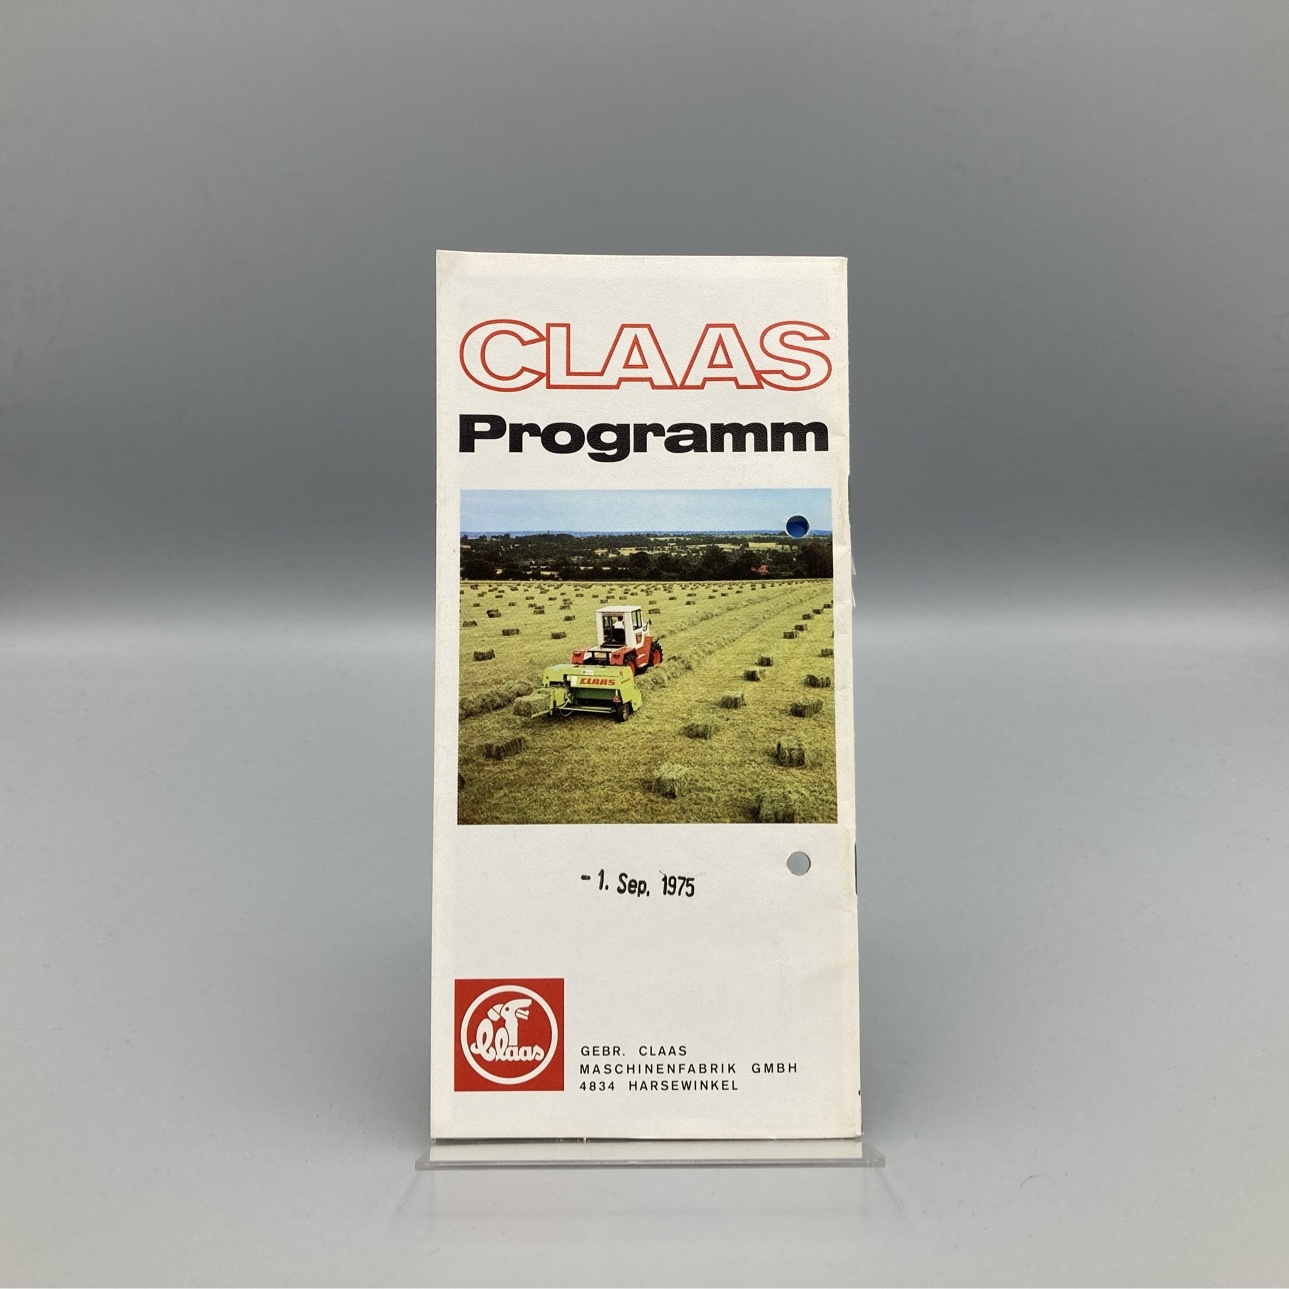 CLAAS
Programm
CLAAS
- 1. Sep. 1975
Claas
GEBR. CLAAS
MASCHINENFABRIK GMBH
4834 HARSEWINKEL